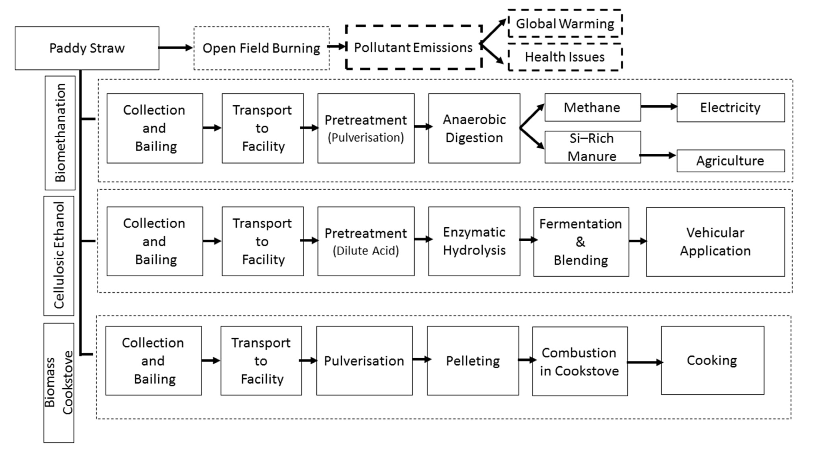 Paddy Straw
Open Field Burning
Pollutant Emissions
Global Warming
Health Issues
Biomethanation
Collection
and
Bailing
Transport
to
Facility
Pretreatment
(Pulverisation)
Anaerobic
Digestion
Methane
Electricity
Si–Rich
Manure
Agriculture
Cellulosic Ethanol
Collection
and
Bailing
Transport
to
Facility
Pretreatment
(Dilute Acid)
Enzymatic
Hydrolysis
Fermentation
&
Blending
Vehicular
Application
Biomass
Cookstove
Collection
and
Bailing
Transport
to
Facility
Pulverisation
Pelleting
Combustion
in Cookstove
Cooking